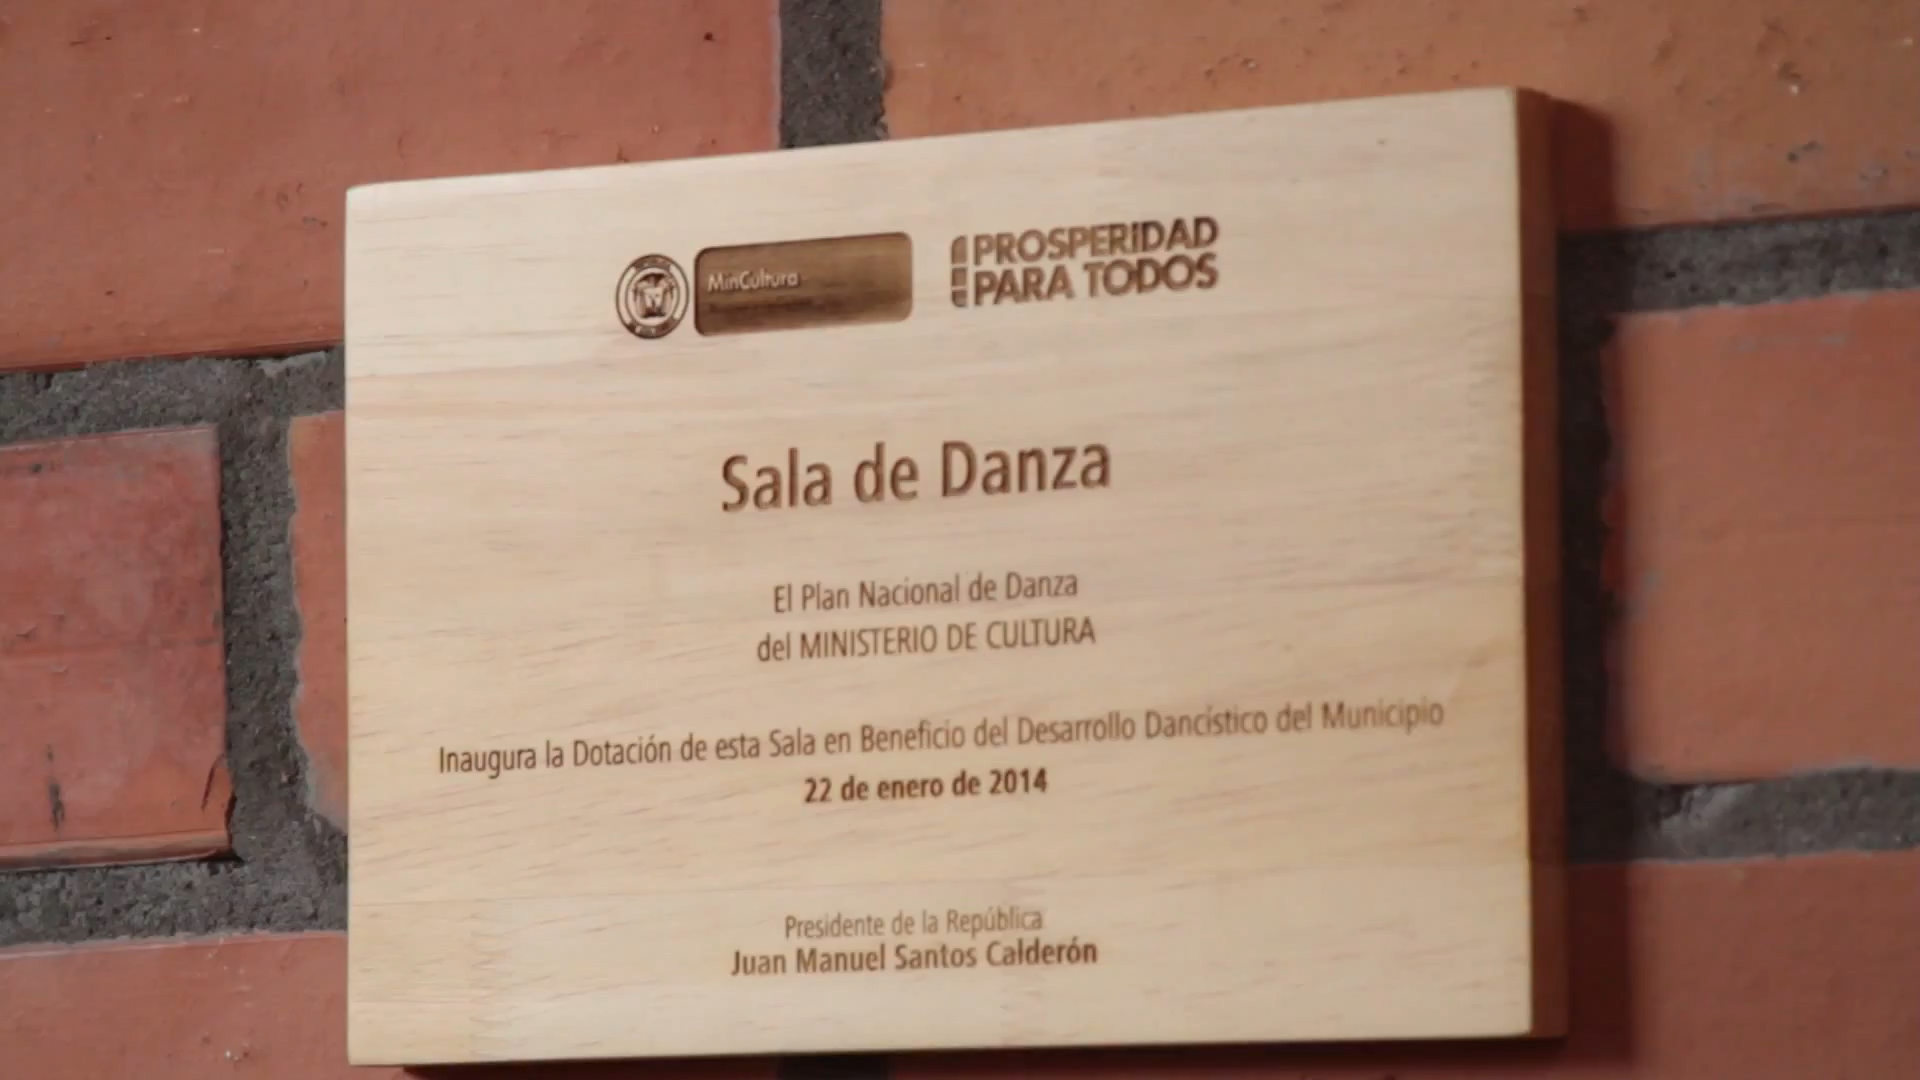 MinCultura
PROSPERIDAD
PARA TODOS
Sala de Danza
El Plan Nacional de Danza
del MINISTERIO DE CULTURA
Inaugura la Dotación de esta Sala en Beneficio del Desarrollo Dancístico del Municipio
22 de enero de 2014
Presidente de la República
Juan Manuel Santos Calderón